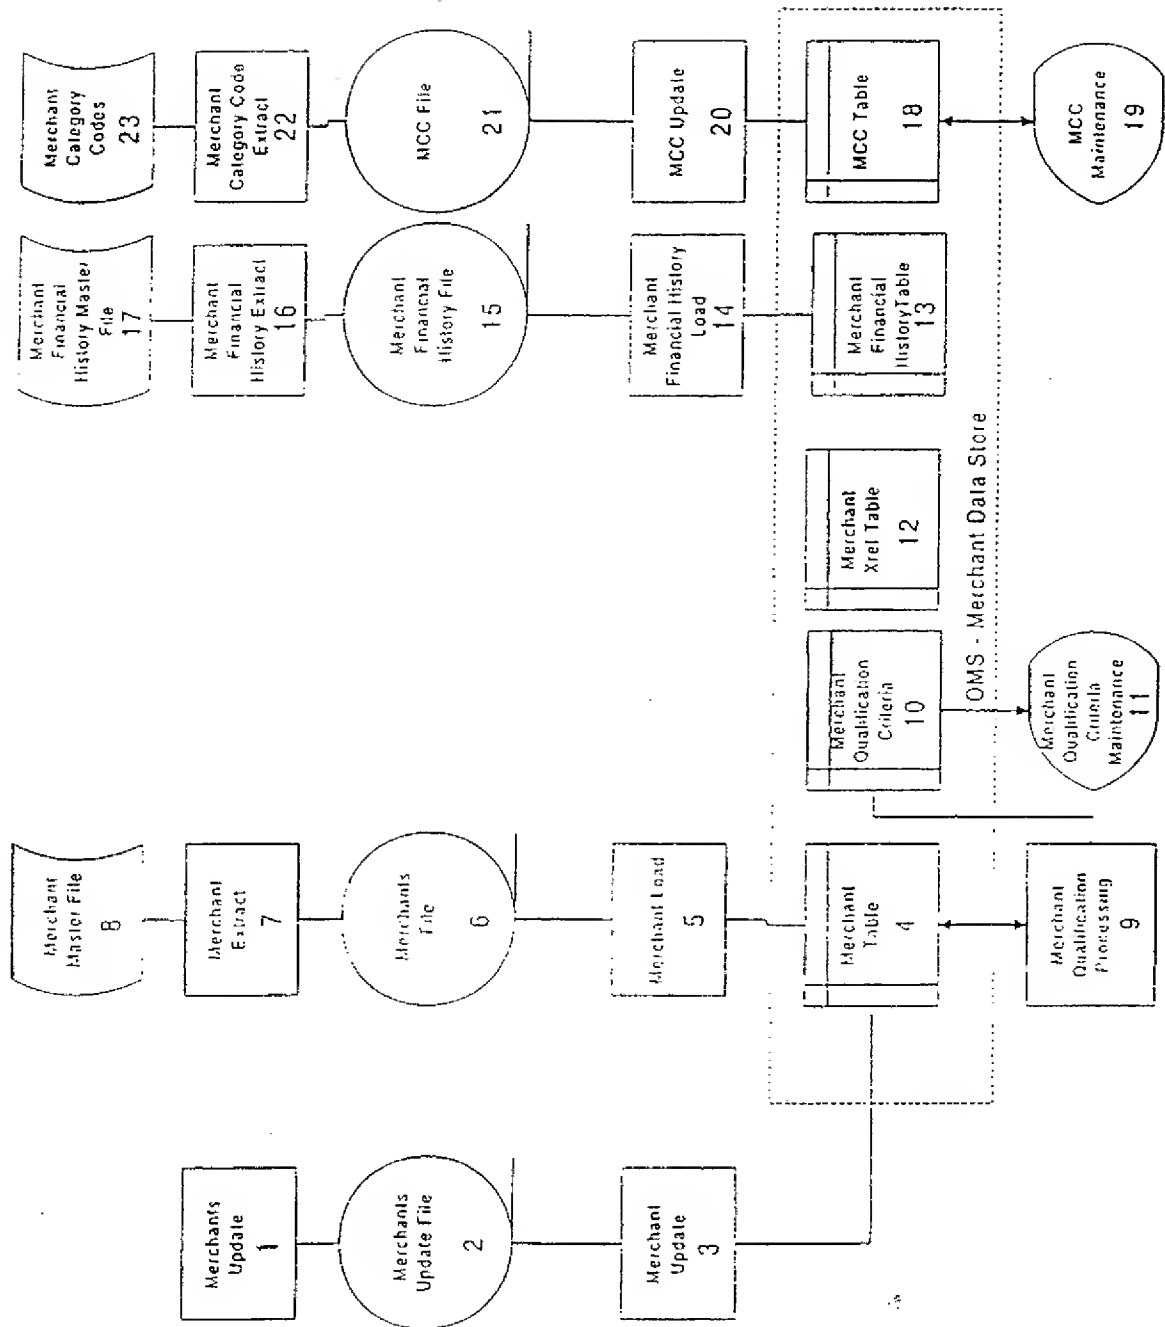 Merchants
Update
1
Merchants
Update File
2
Merchant
Update
3
Merchant
Table
4
Merchant Load
5
Merchants
File
6
Merchant
Extract
7
Merchant
Master File
8
Merchant
Qualification
Processing
9
Merchant
Qualification
Criteria
10
Merchant
Qualification
Criteria
Maintenance
11
Merchant
Xref Table
12
OMS - Merchant Data Store
Merchant
Financial
History Table
13
Merchant
Financial History
Load
14
Merchant
Financial
History File
15
Merchant
Financial
History Extract
16
Merchant
Financial
History Master
File
17
MCC Table
18
MCC
Maintenance
19
MCC Update
20
MCC File
21
Merchant
Category Code
Extract
22
Merchant
Category
Codes
23